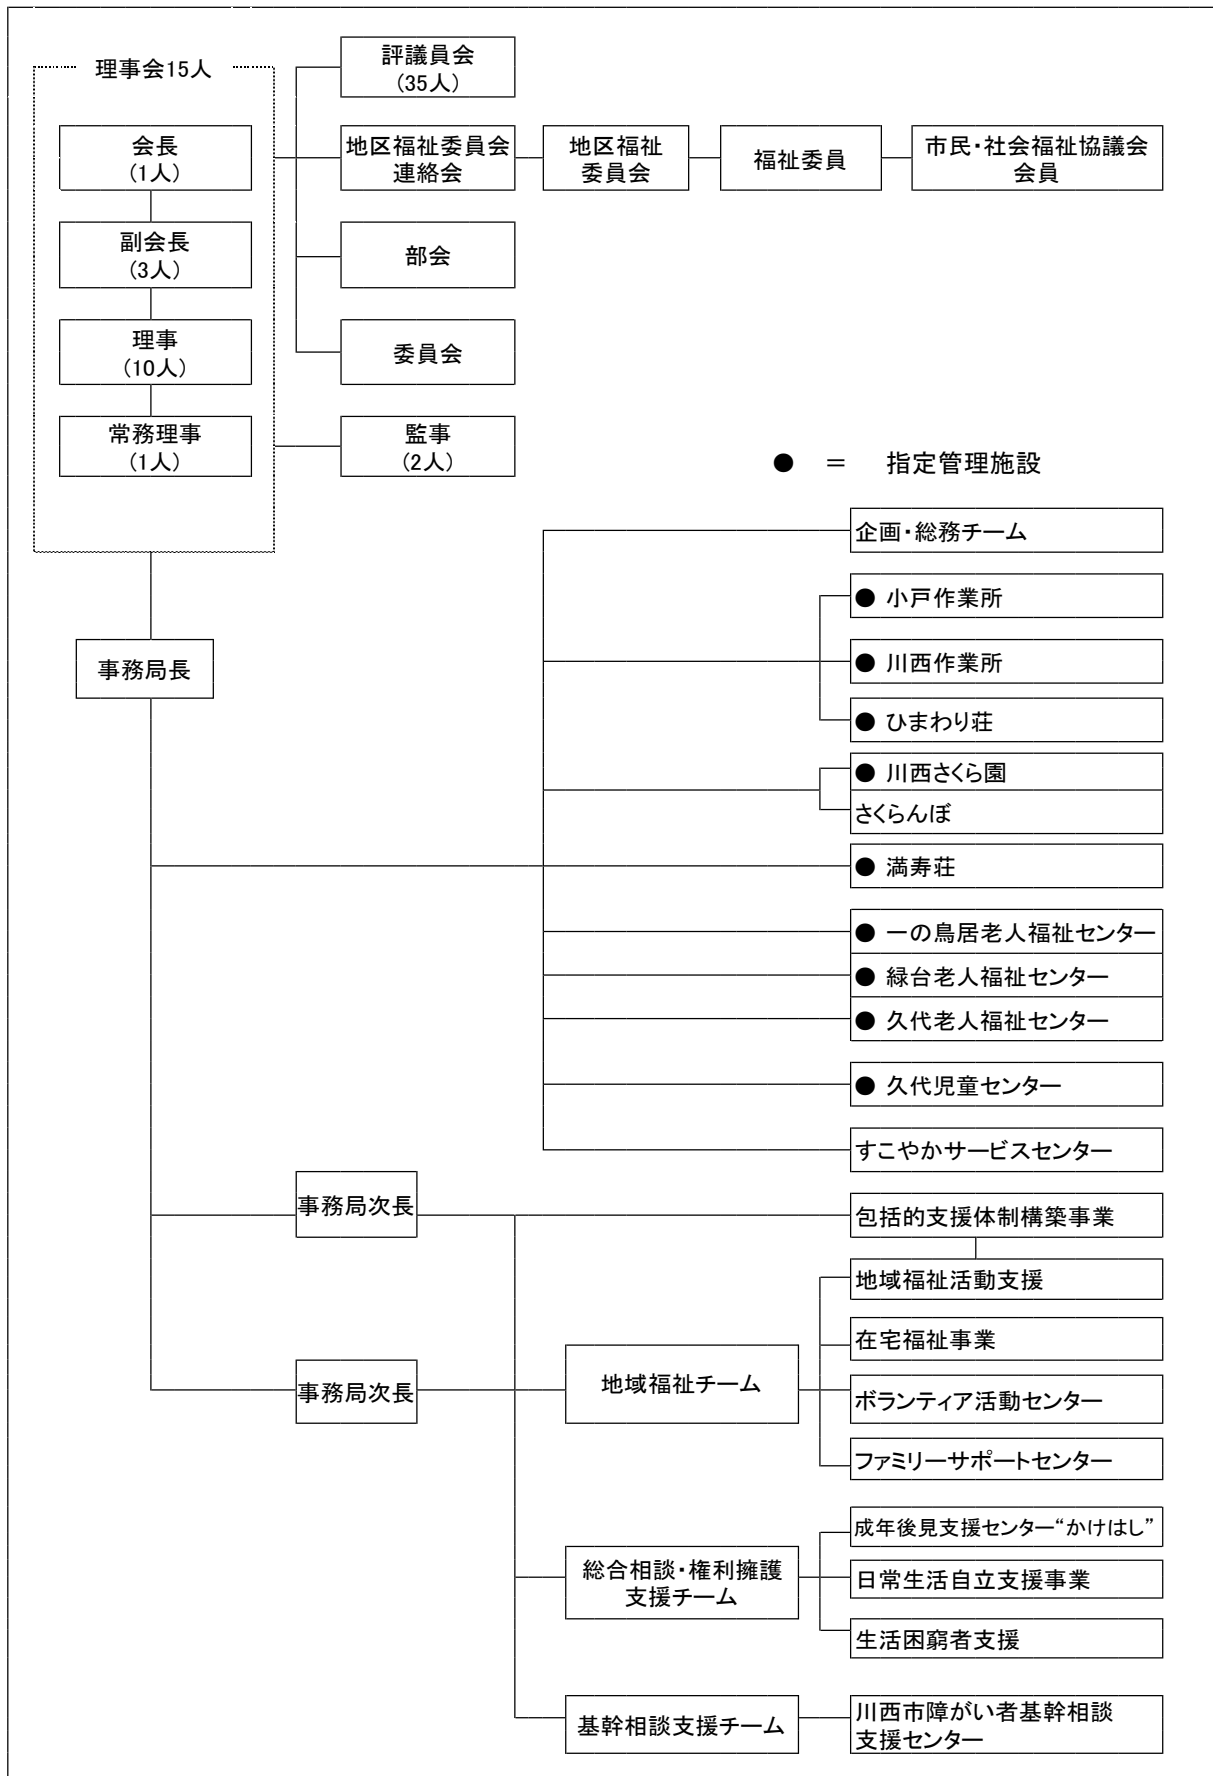 理事会15人
会長
(1人)
副会長
(3人)
理事
(10人)
常務理事
(1人)
評議員会
(35人)
地区福祉委員会
連絡会
地区福祉
委員会
福祉委員
市民・社会福祉協議会
会員
部会
委員会
監事
(2人)
● ＝ 指定管理施設
事務局長
企画・総務チーム
● 小戸作業所
● 川西作業所
● ひまわり荘
● 川西さくら園
さくらんぼ
● 満寿荘
● 一の鳥居老人福祉センター
● 緑台老人福祉センター
● 久代老人福祉センター
● 久代児童センター
すこやかサービスセンター
事務局次長
包括的支援体制構築事業
事務局次長
地域福祉チーム
地域福祉活動支援
在宅福祉事業
ボランティア活動センター
ファミリーサポートセンター
総合相談・権利擁護
支援チーム
成年後見支援センター“かけはし”
日常生活自立支援事業
生活困窮者支援
基幹相談支援チーム
川西市障がい者基幹相談
支援センター